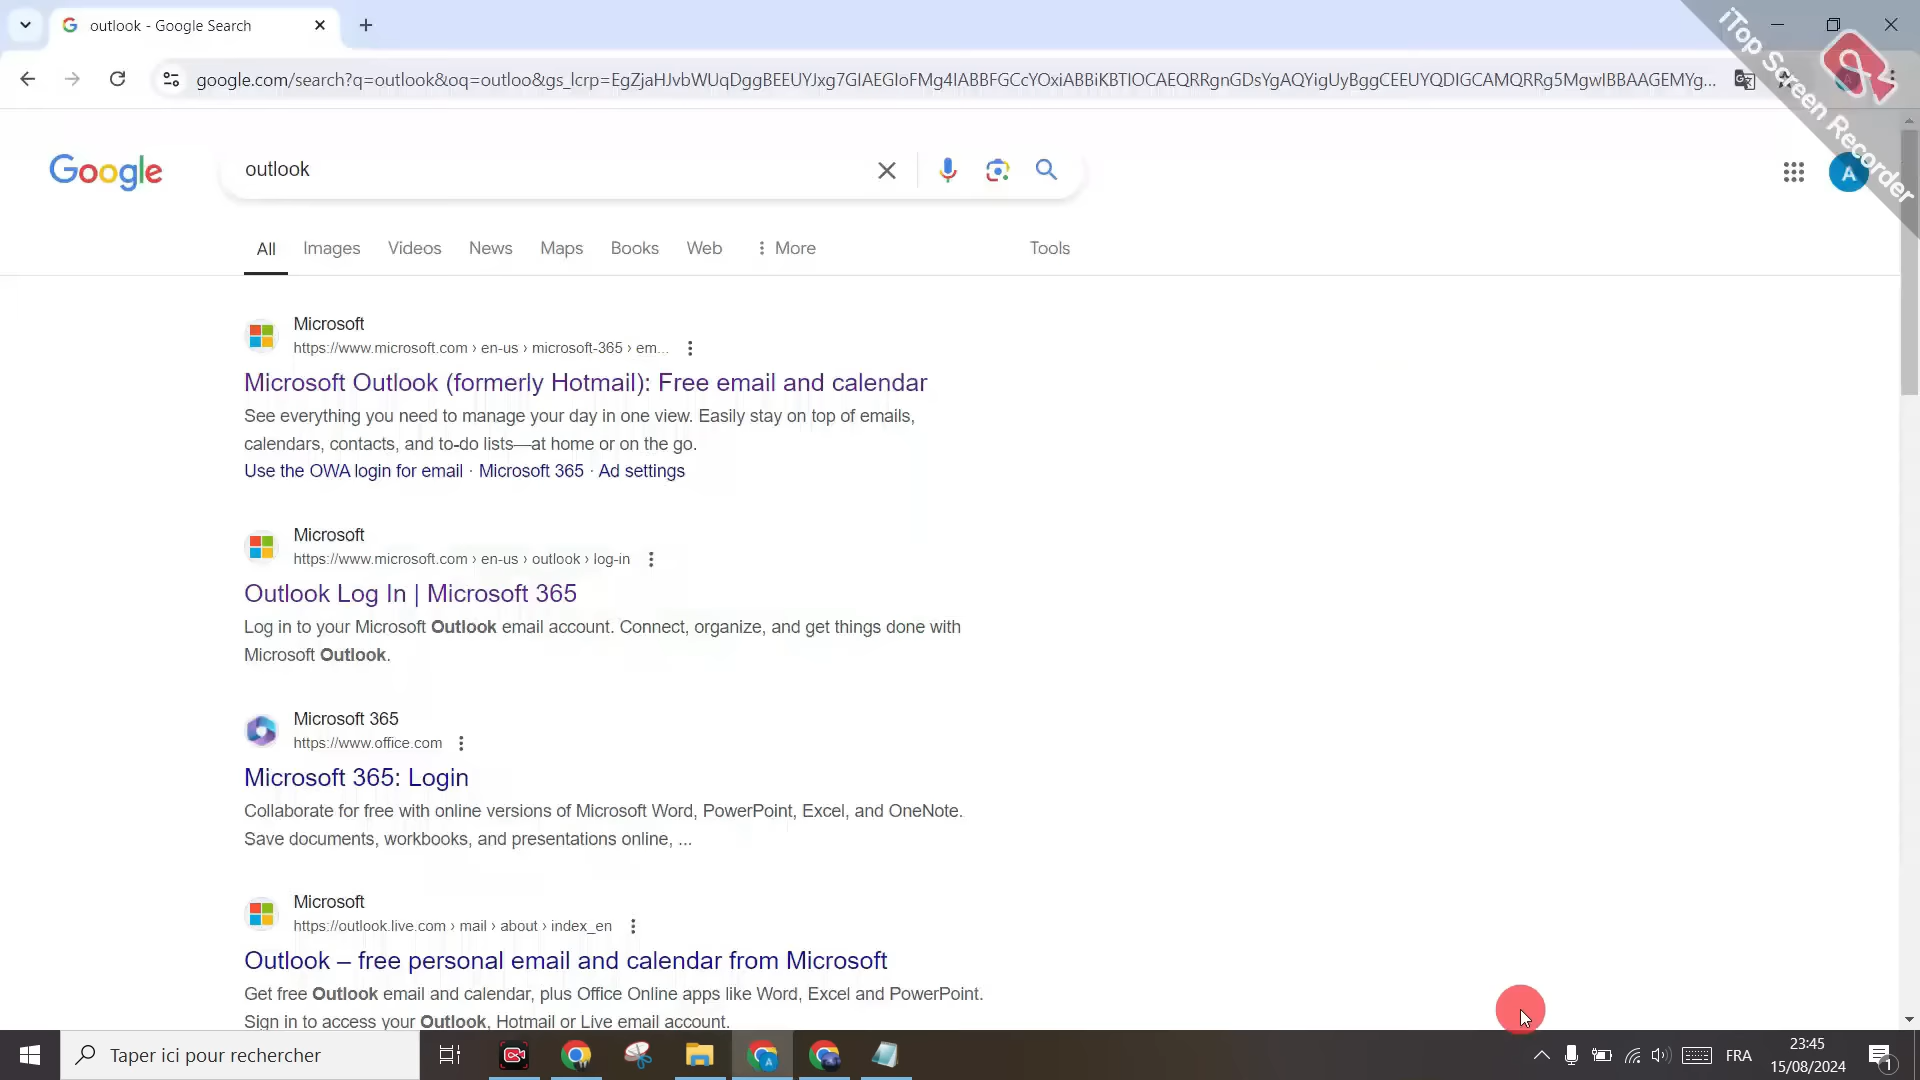 outlook - Google Search
google.com/search?q=outlook&oq=outloo&gs_lcrp=EgZjaHJvbWUqDggBEEUYJxg7GIAEGIoFMg4IABBFGCcYOxiABBiKBTIOCAEQRRgnGDsYgAQYigUyBggCEEUYQDIGCAMQRRg5MgwIBBAAGEMYg...
iTop Screen Recorder
Google
outlook
A
All Images Videos News Maps Books Web More Tools
Microsoft
https://www.microsoft.com › en-us › microsoft-365 › em...
Microsoft Outlook (formerly Hotmail): Free email and calendar
See everything you need to manage your day in one view. Easily stay on top of emails,
calendars, contacts, and to-do lists—at home or on the go.
Use the OWA login for email · Microsoft 365 · Ad settings
Microsoft
https://www.microsoft.com › en-us › outlook › log-in
Outlook Log In | Microsoft 365
Log in to your Microsoft Outlook email account. Connect, organize, and get things done with
Microsoft Outlook.
Microsoft 365
https://www.office.com
Microsoft 365: Login
Collaborate for free with online versions of Microsoft Word, PowerPoint, Excel, and OneNote.
Save documents, workbooks, and presentations online, ...
Microsoft
https://outlook.live.com › mail › about › index_en
Outlook – free personal email and calendar from Microsoft
Get free Outlook email and calendar, plus Office Online apps like Word, Excel and PowerPoint.
Sign in to access your Outlook, Hotmail or Live email account.
Taper ici pour rechercher
FRA
23:45
15/08/2024
1